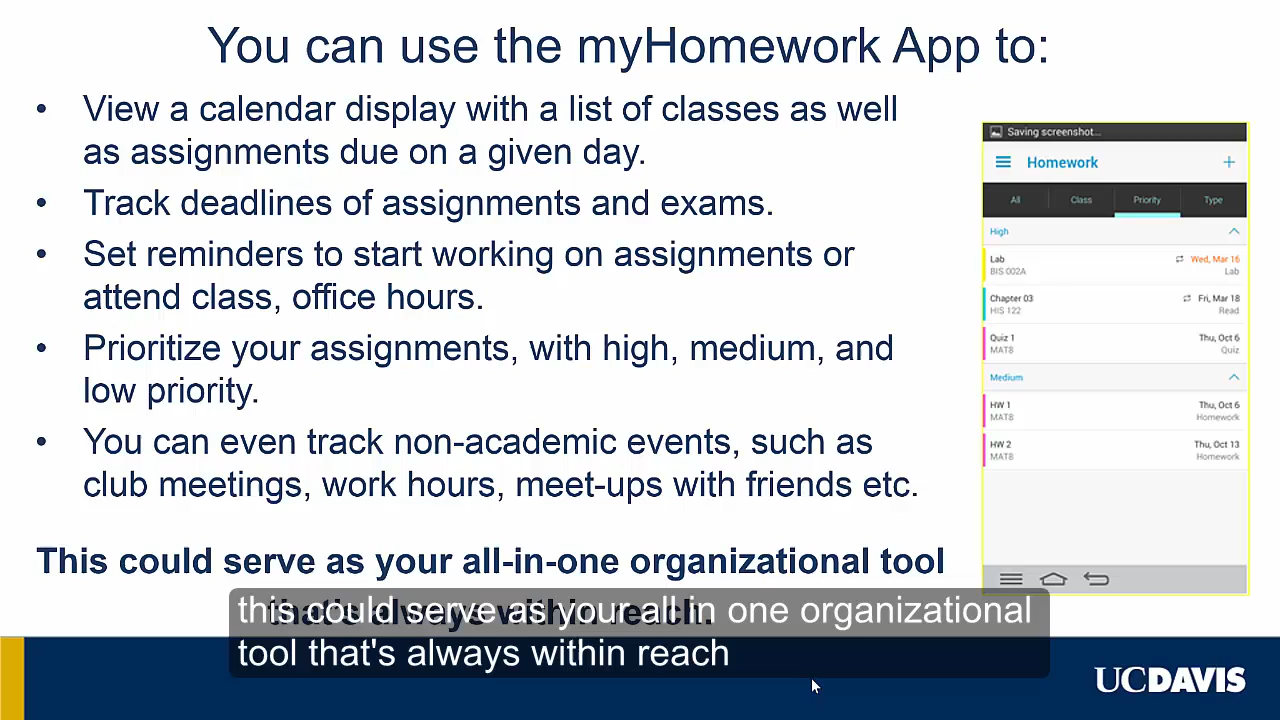 You can use the myHomework App to:
• View a calendar display with a list of classes as well
as assignments due on a given day.
• Track deadlines of assignments and exams.
• Set reminders to start working on assignments or
attend class, office hours.
• Prioritize your assignments, with high, medium, and
low priority.
• You can even track non-academic events, such as
club meetings, work hours, meet-ups with friends etc.
This could serve as your all-in-one organizational tool
that's always within reach.
this could serve as your all in one organizational
tool that's always within reach
Saving screenshot...
Homework +
All Class Priority Type
High
Lab Wed, Mar 16
BIS 002A Lab
Chapter 03 Fri, Mar 18
HIS 122 Read
Quiz 1 Thu, Oct 6
MAT8 Quiz
Medium
HW 1 Thu, Oct 6
MAT8 Homework
HW 2 Thu, Oct 13
MAT8 Homework
UCDAVIS